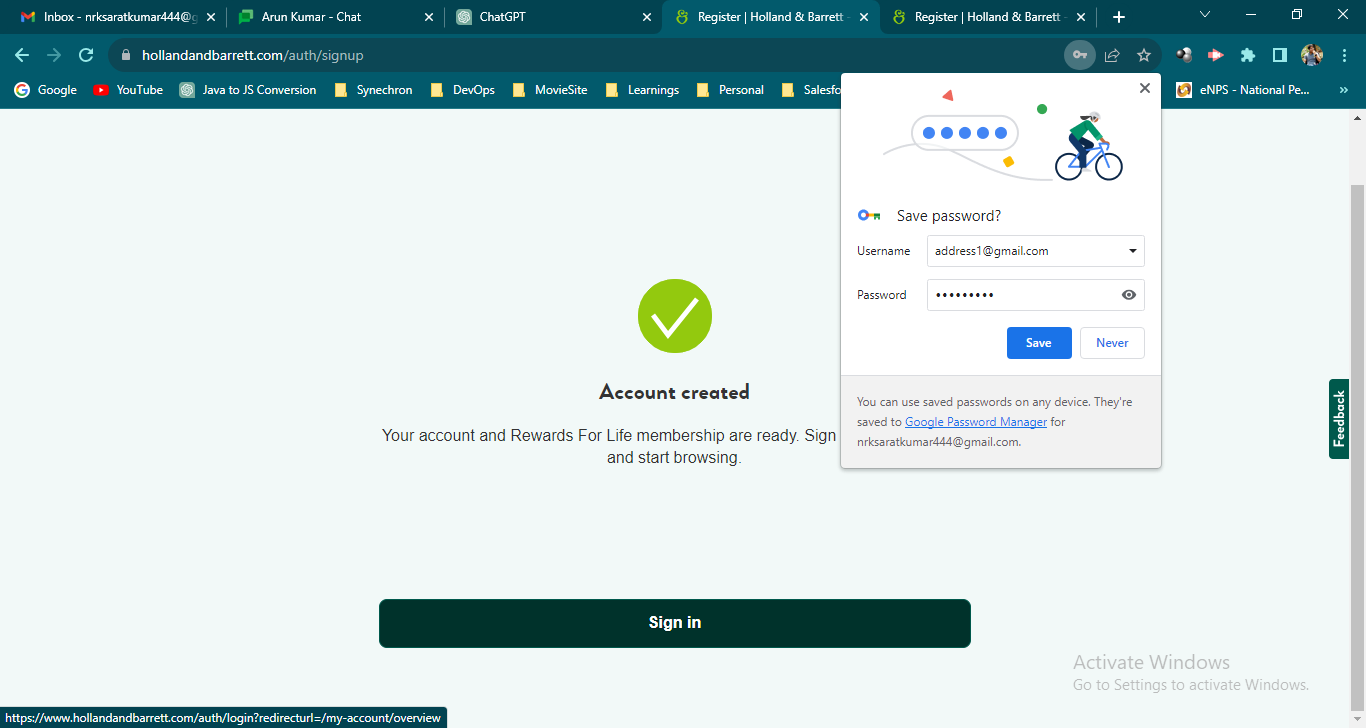 Inbox - nrksaratkumar444@g
Arun Kumar - Chat
ChatGPT
Register | Holland & Barrett -
Register | Holland & Barrett -
hollandandbarrett.com/auth/signup
Google
YouTube
Java to JS Conversion
Synechron
DevOps
MovieSite
Learnings
Personal
Salesfo
eNPS - National Pe...
»
Save password?
Username
address1@gmail.com
Password
•••••••••
Save
Never
You can use saved passwords on any device. They're
saved to Google Password Manager for
nrksaratkumar444@gmail.com.
Account created
Your account and Rewards For Life membership are ready. Sign
and start browsing.
Feedback
Sign in
Activate Windows
Go to Settings to activate Windows.
https://www.hollandandbarrett.com/auth/login?redirecturl=/my-account/overview